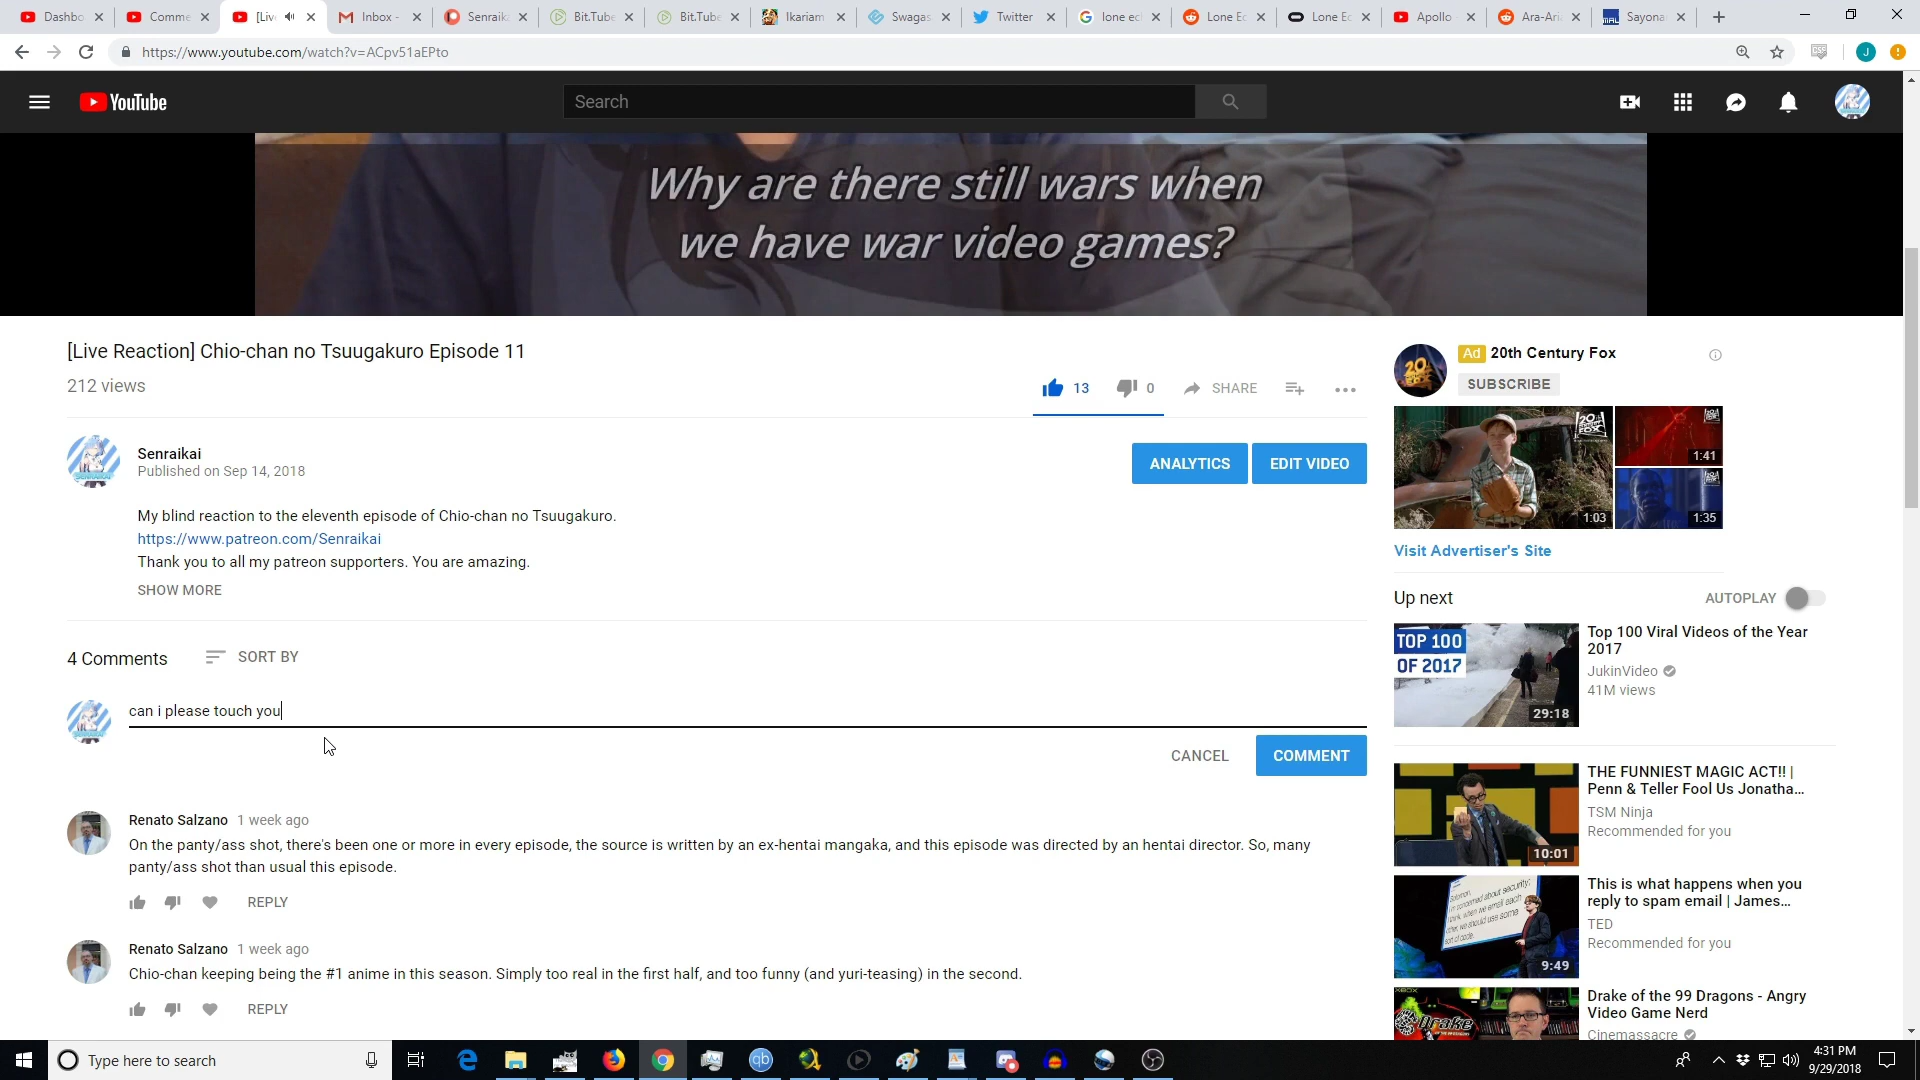 Dashbo
Comme
[Liv
Inbox -
Senraik
Bit.Tube
Bit.Tube
Ikariam
Swagas
Twitter
lone ec
Lone Ec
Lone Ec
Apollo
Ara-Ari
Sayona
https://www.youtube.com/watch?v=ACpv51aEPto
J
YouTube
Search
Why are there still wars when
we have war video games?
[Live Reaction] Chio-chan no Tsuugakuro Episode 11
212 views
13
0
SHARE
Senraikai
Published on Sep 14, 2018
ANALYTICS
EDIT VIDEO
My blind reaction to the eleventh episode of Chio-chan no Tsuugakuro.
https://www.patreon.com/Senraikai
Thank you to all my patreon supporters. You are amazing.
SHOW MORE
4 Comments
SORT BY
can i please touch you
CANCEL
COMMENT
Renato Salzano 1 week ago
On the panty/ass shot, there's been one or more in every episode, the source is written by an ex-hentai mangaka, and this episode was directed by an hentai director. So, many
panty/ass shot than usual this episode.
REPLY
Renato Salzano 1 week ago
Chio-chan keeping being the #1 anime in this season. Simply too real in the first half, and too funny (and yuri-teasing) in the second.
REPLY
Ad 20th Century Fox
SUBSCRIBE
1:03
1:41
1:35
Visit Advertiser's Site
Up next
AUTOPLAY
TOP 100
OF 2017
29:18
Top 100 Viral Videos of the Year
2017
JukinVideo
41M views
10:01
THE FUNNIEST MAGIC ACT!! |
Penn & Teller Fool Us Jonatha...
TSM Ninja
Recommended for you
9:49
This is what happens when you
reply to spam email | James...
TED
Recommended for you
Drake of the 99 Dragons - Angry
Video Game Nerd
Cinemassacre
Type here to search
qb
4:31 PM
9/29/2018